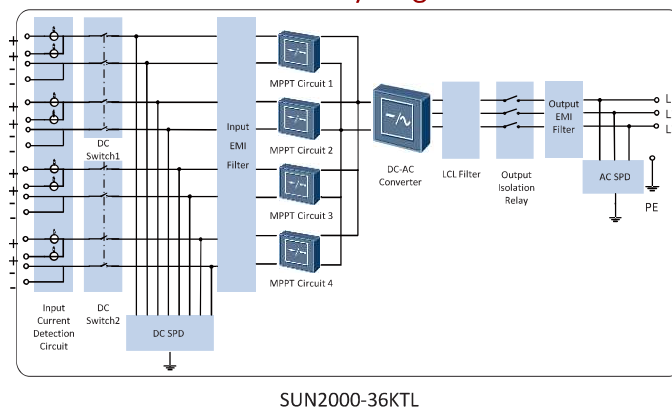 +
+
-
-
+
+
-
-
+
+
-
-
+
+
-
-
DC
Switch1
Input
EMI
Filter
MPPT Circuit 1
MPPT Circuit 2
MPPT Circuit 3
MPPT Circuit 4
DC-AC
Converter
LCL Filter
Output
Isolation
Relay
Output
EMI
Filter
L
L
L
AC SPD
PE
Input
Current
Detection
Circuit
DC
Switch2
DC SPD
SUN2000-36KTL